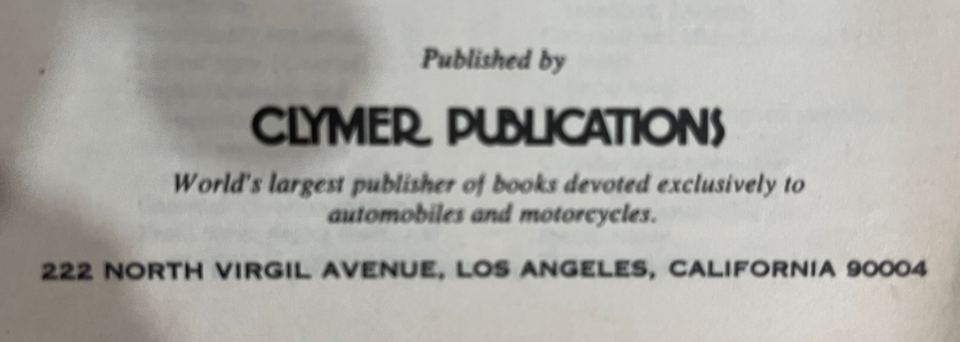 Published by
CLYMER PUBLICATIONS
World's largest publisher of books devoted exclusively to
automobiles and motorcycles.
222 NORTH VIRGIL AVENUE, LOS ANGELES, CALIFORNIA 90004